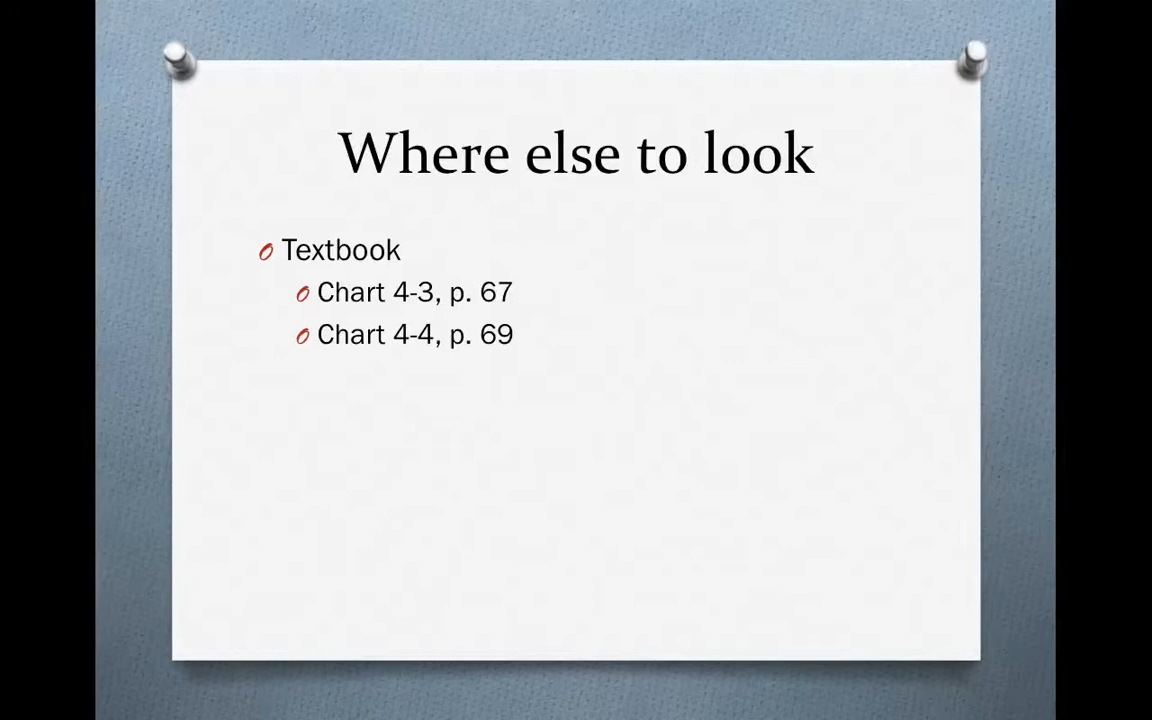 Where else to look
Textbook
Chart 4-3, p. 67
Chart 4-4, p. 69